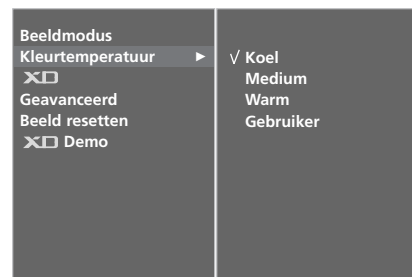 Beeldmodus
Kleurtemperatuur ►
XD
Geavanceerd
Beeld resetten
XD Demo
√ Koel
Medium
Warm
Gebruiker